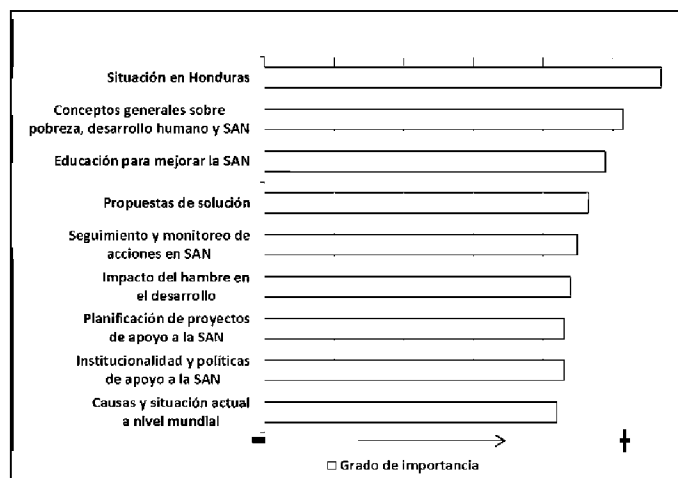 Situación en Honduras
Conceptos generales sobre
pobreza, desarrollo humano y SAN
Educación para mejorar la SAN
Propuestas de solución
Seguimiento y monitoreo de
acciones en SAN
Impacto del hambre en
el desarrollo
Planificación de proyectos
de apoyo a la SAN
Institucionalidad y políticas
de apoyo a la SAN
Causas y situación actual
a nivel mundial
- +
Grado de importancia